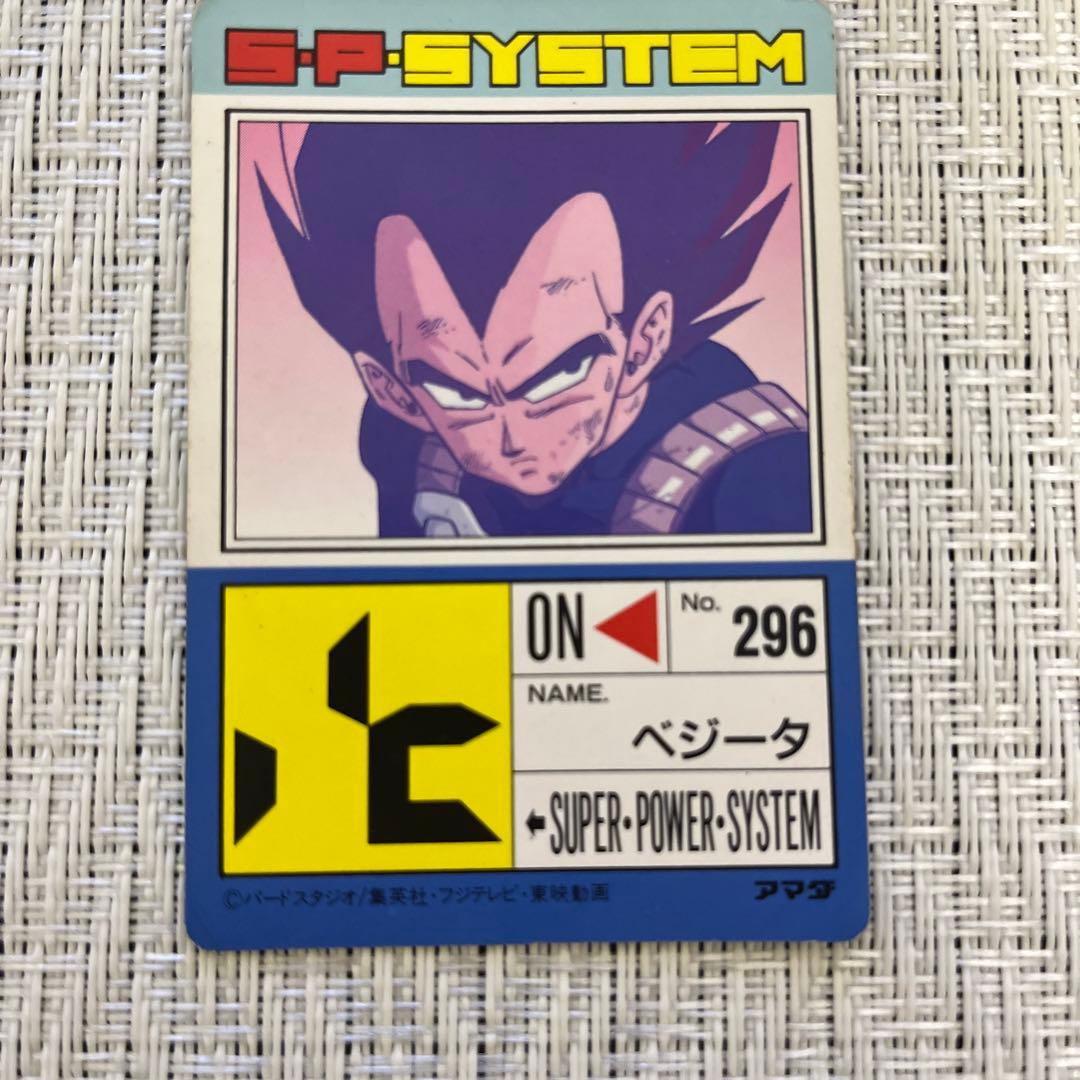 S·P·SYSTEM
ON
No. 296
NAME.
ベジータ
SUPER·POWER·SYSTEM
©バードスタジオ/集英社・フジテレビ・東映動画
アマダ